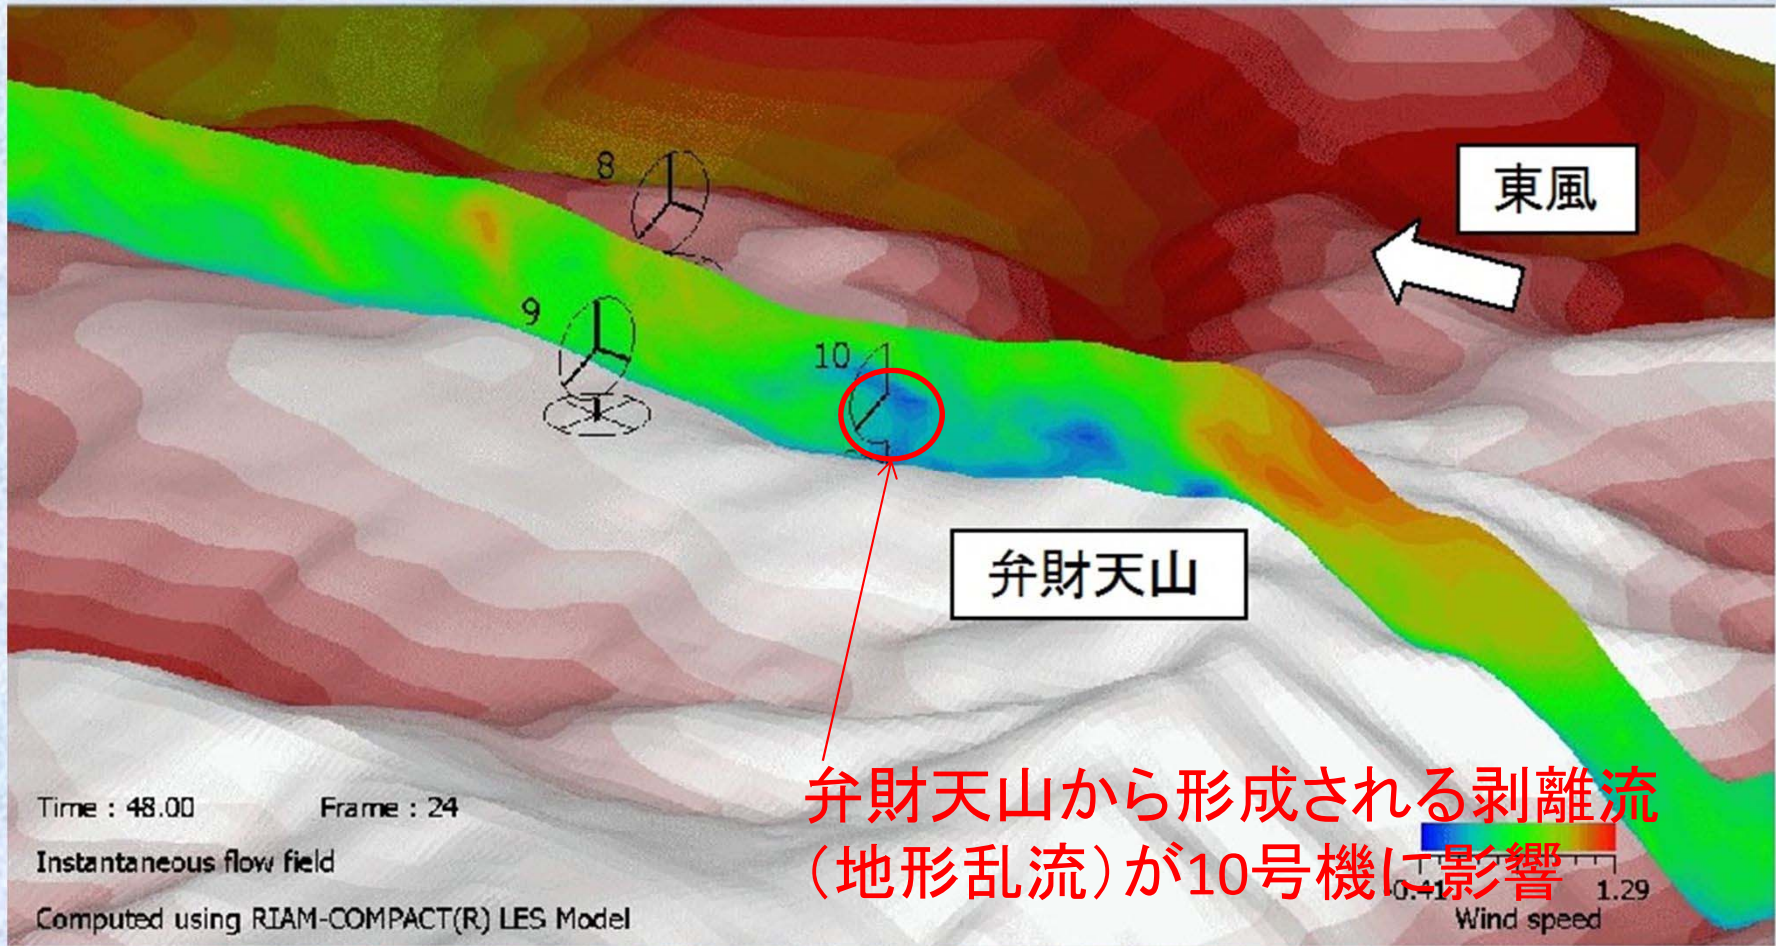 8
東風
9
10
弁財天山
弁財天山から形成される剥離流
（地形乱流）が10号機に影響
Time : 48.00 Frame : 24
Instantaneous flow field
Computed using RIAM-COMPACT(R) LES Model
-0.41 1.29
Wind speed